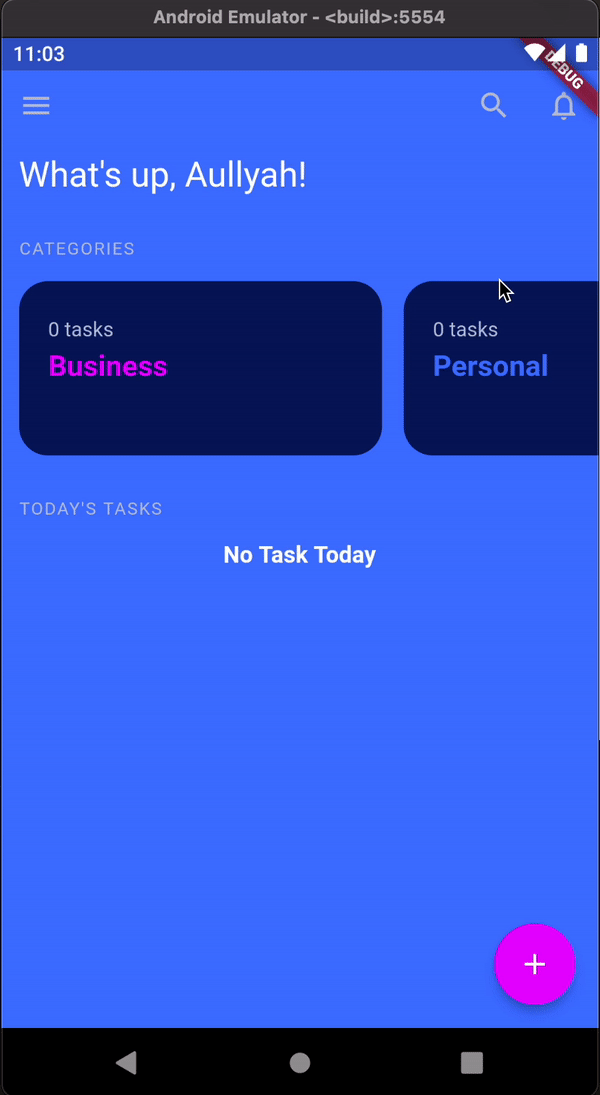 Android Emulator - <build>:5554
11:03
DEBUG
What's up, Aullyah!
CATEGORIES
0 tasks
Business
0 tasks
Personal
TODAY'S TASKS
No Task Today